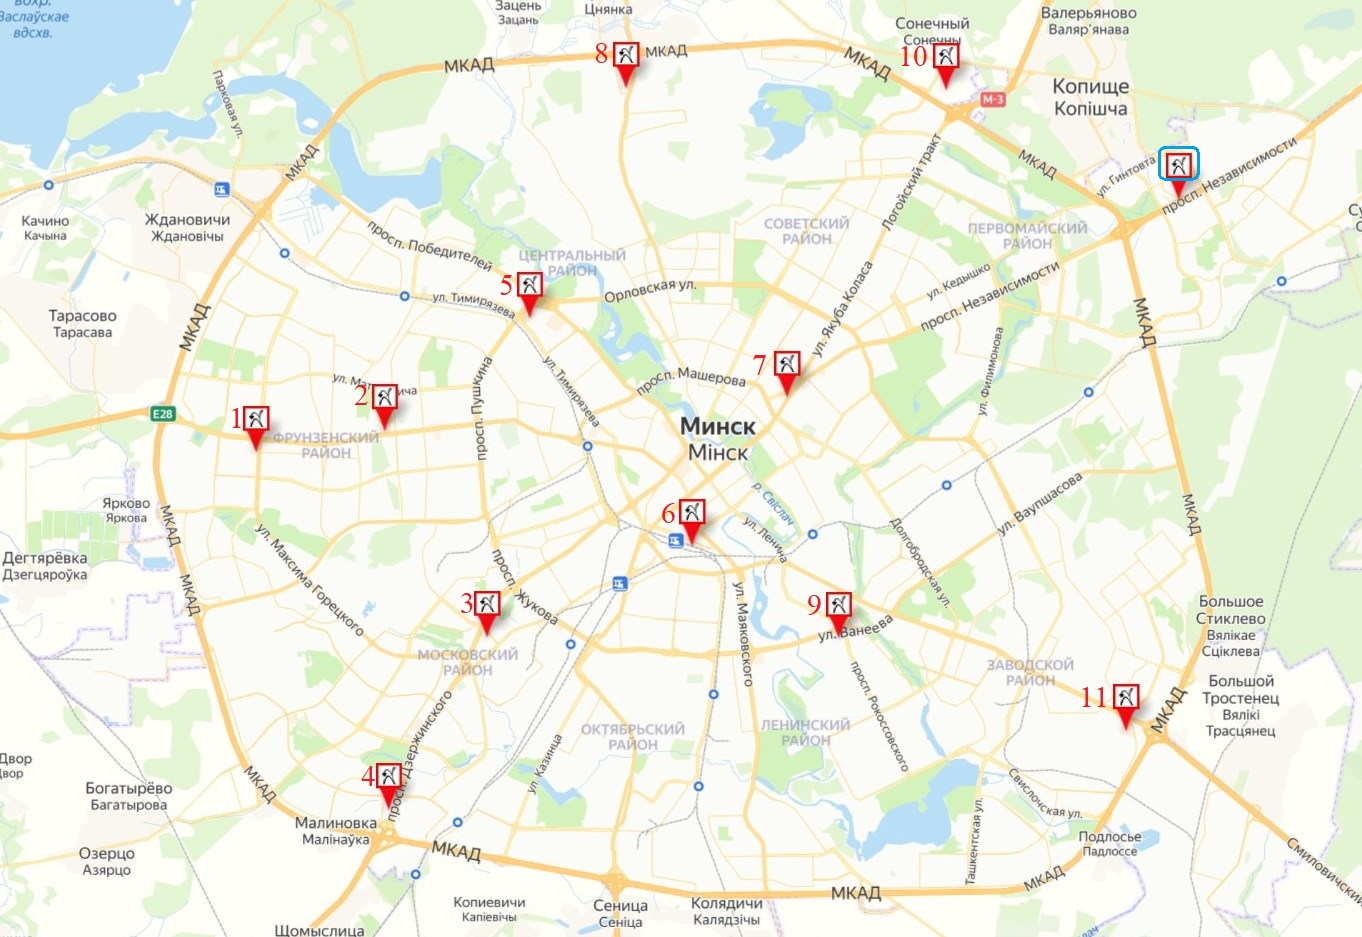 вдхр.
Заслаўскае
вдсхв.
Зацень
Зацань
Цнянка
Сонечный
Сонечны
Валерьяново
Валяр'янава
8
МКАД
10
МКАД
МКАД
Копище
Копішча
М-3
Парковая ул.
МКАД
МКАД
ул. Гинтовта
просп. Независимости
Качино
Качына
Ждановичи
Ждановічы
просп. Победителей
ЦЕНТРАЛЬНЫЙ
РАЙОН
СОВЕТСКИЙ
РАЙОН
Логойский тракт
ПЕРВОМАЙСКИЙ
РАЙОН
5
ул. Тимирязева
Орловская ул.
ул. Кедышко
просп. Независимости
Тарасово
Тарасава
МКАД
ул. Якуба Коласа
МКАД
ул. Тимирязева
просп. Машерова
7
ул. Филимонова
2
просп. Пушкина
Е28
1
ФРУНЗЕНСКИЙ
РАЙОН
Минск
Мінск
р. Свіслач
ул. Ваупшасова
Ярково
Яркова
МКАД
6
ул. Ленина
МКАД
Долгобродская ул.
ул. Максима Горецкого
Дегтярёвка
Дзегцяроўка
МКАД
просп. Жукова
3
9
ул. Ванеева
ул. Маяковского
Большое
Стиклево
Вялікае
Сцiклева
МОСКОВСКИЙ
РАЙОН
ЗАВОДСКОЙ
РАЙОН
11
МКАД
Большой
Тростенец
Вялікі
Трасцянец
просп. Рокоссовского
ОКТЯБРЬСКИЙ
РАЙОН
ЛЕНИНСКИЙ
РАЙОН
просп. Дзержинского
4
ул. Казинца
Двор
Двор
Богатырёво
Багатырова
МКАД
Свислочская ул.
Малиновка
Малінаўка
Ташкентская ул.
Подлосье
Падлоссе
Озерцо
Азярцо
МКАД
Смиловичский
МКАД
МКАД
Копиевичи
Капіевічы
Сеница
Сеніца
Колядичи
Калядзічы
Щомыслица